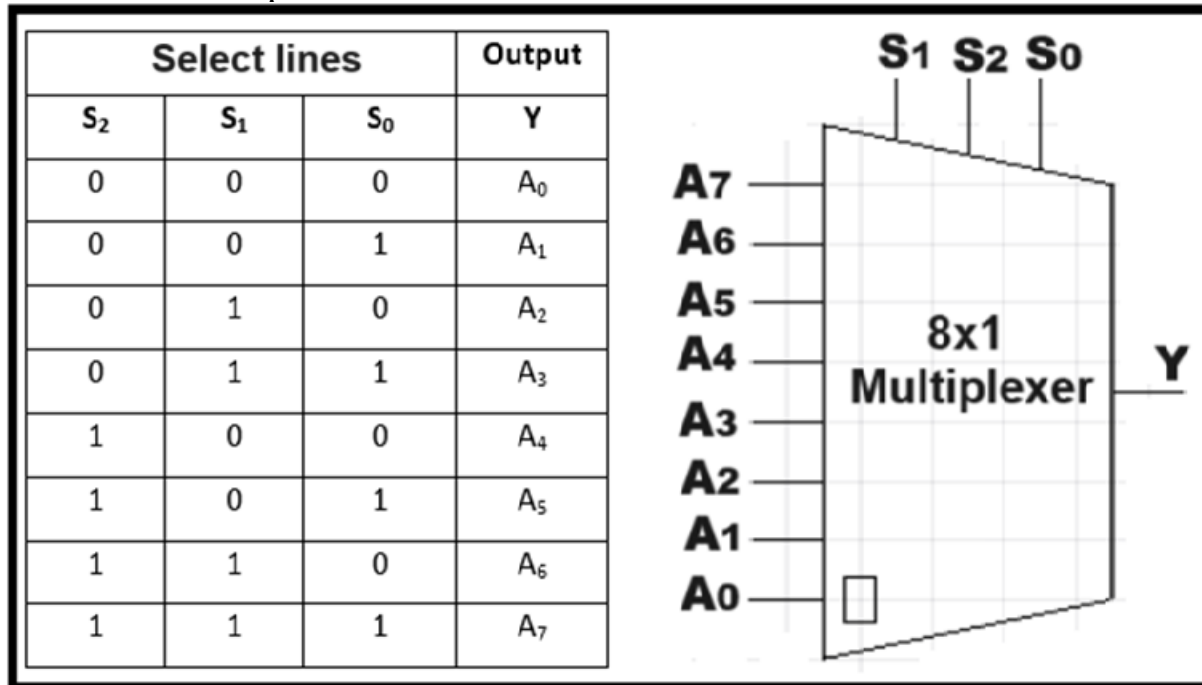 Select lines Output
S₂ S₁ S₀ Y
0 0 0 A₀
0 0 1 A₁
0 1 0 A₂
0 1 1 A₃
1 0 0 A₄
1 0 1 A₅
1 1 0 A₆
1 1 1 A₇
S1 S2 S0
A7
A6
A5
A4
A3
A2
A1
A0
8x1
Multiplexer
Y